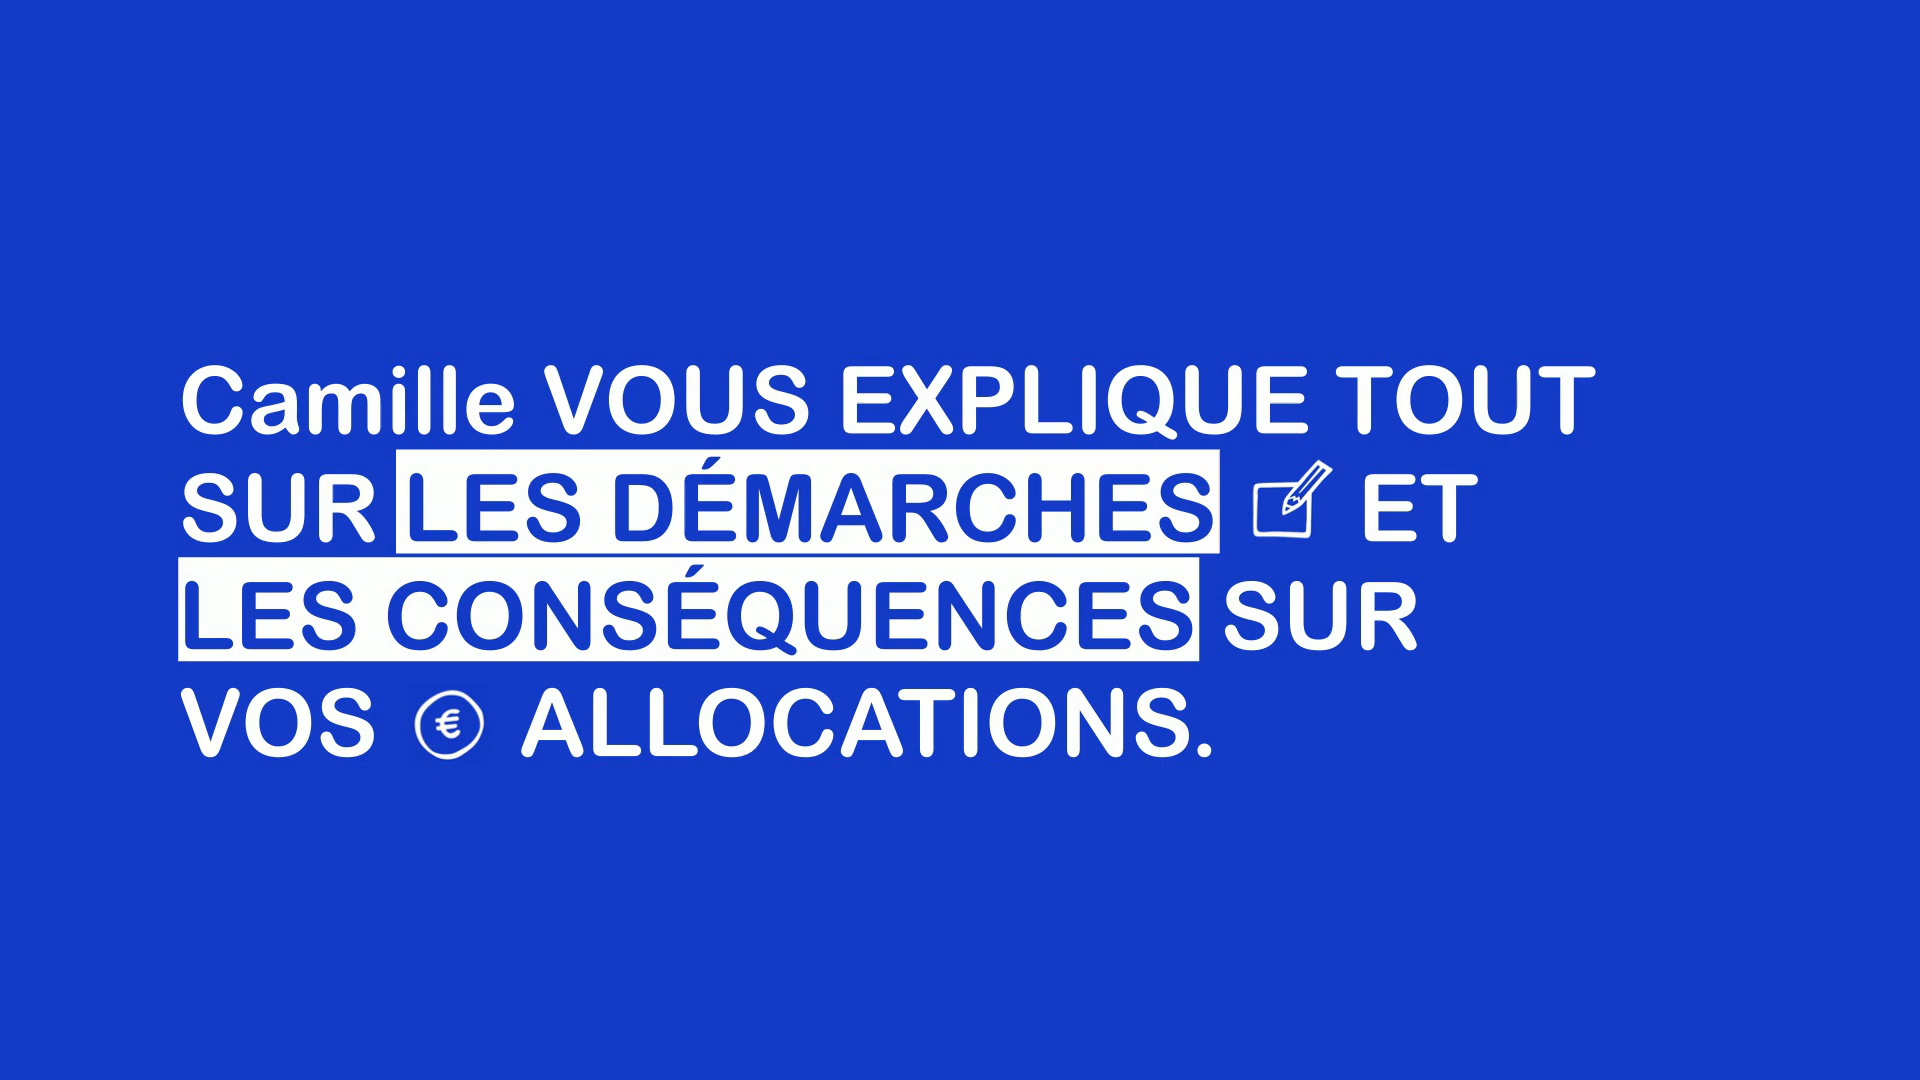 Camille VOUS EXPLIQUE TOUT
SUR LES DÉMARCHES ET
LES CONSÉQUENCES SUR
VOS € ALLOCATIONS.